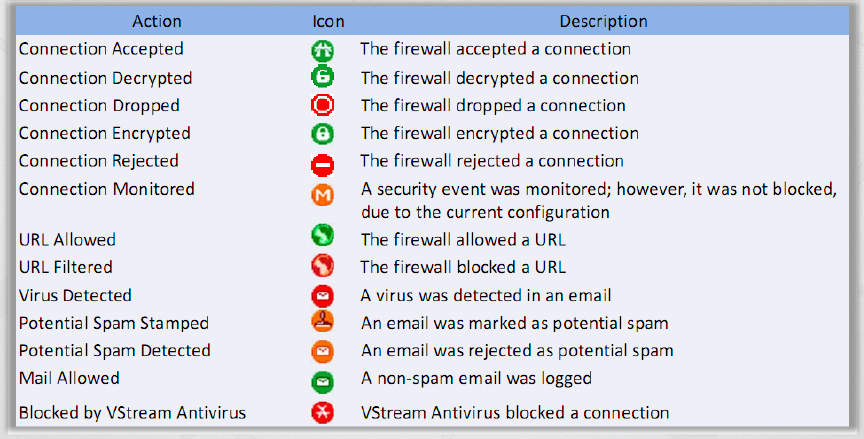 Action Icon Description
Connection Accepted The firewall accepted a connection
Connection Decrypted The firewall decrypted a connection
Connection Dropped The firewall dropped a connection
Connection Encrypted The firewall encrypted a connection
Connection Rejected The firewall rejected a connection
Connection Monitored M A security event was monitored; however, it was not blocked,
due to the current configuration
URL Allowed The firewall allowed a URL
URL Filtered The firewall blocked a URL
Virus Detected A virus was detected in an email
Potential Spam Stamped An email was marked as potential spam
Potential Spam Detected An email was rejected as potential spam
Mail Allowed A non-spam email was logged
Blocked by VStream Antivirus VStream Antivirus blocked a connection